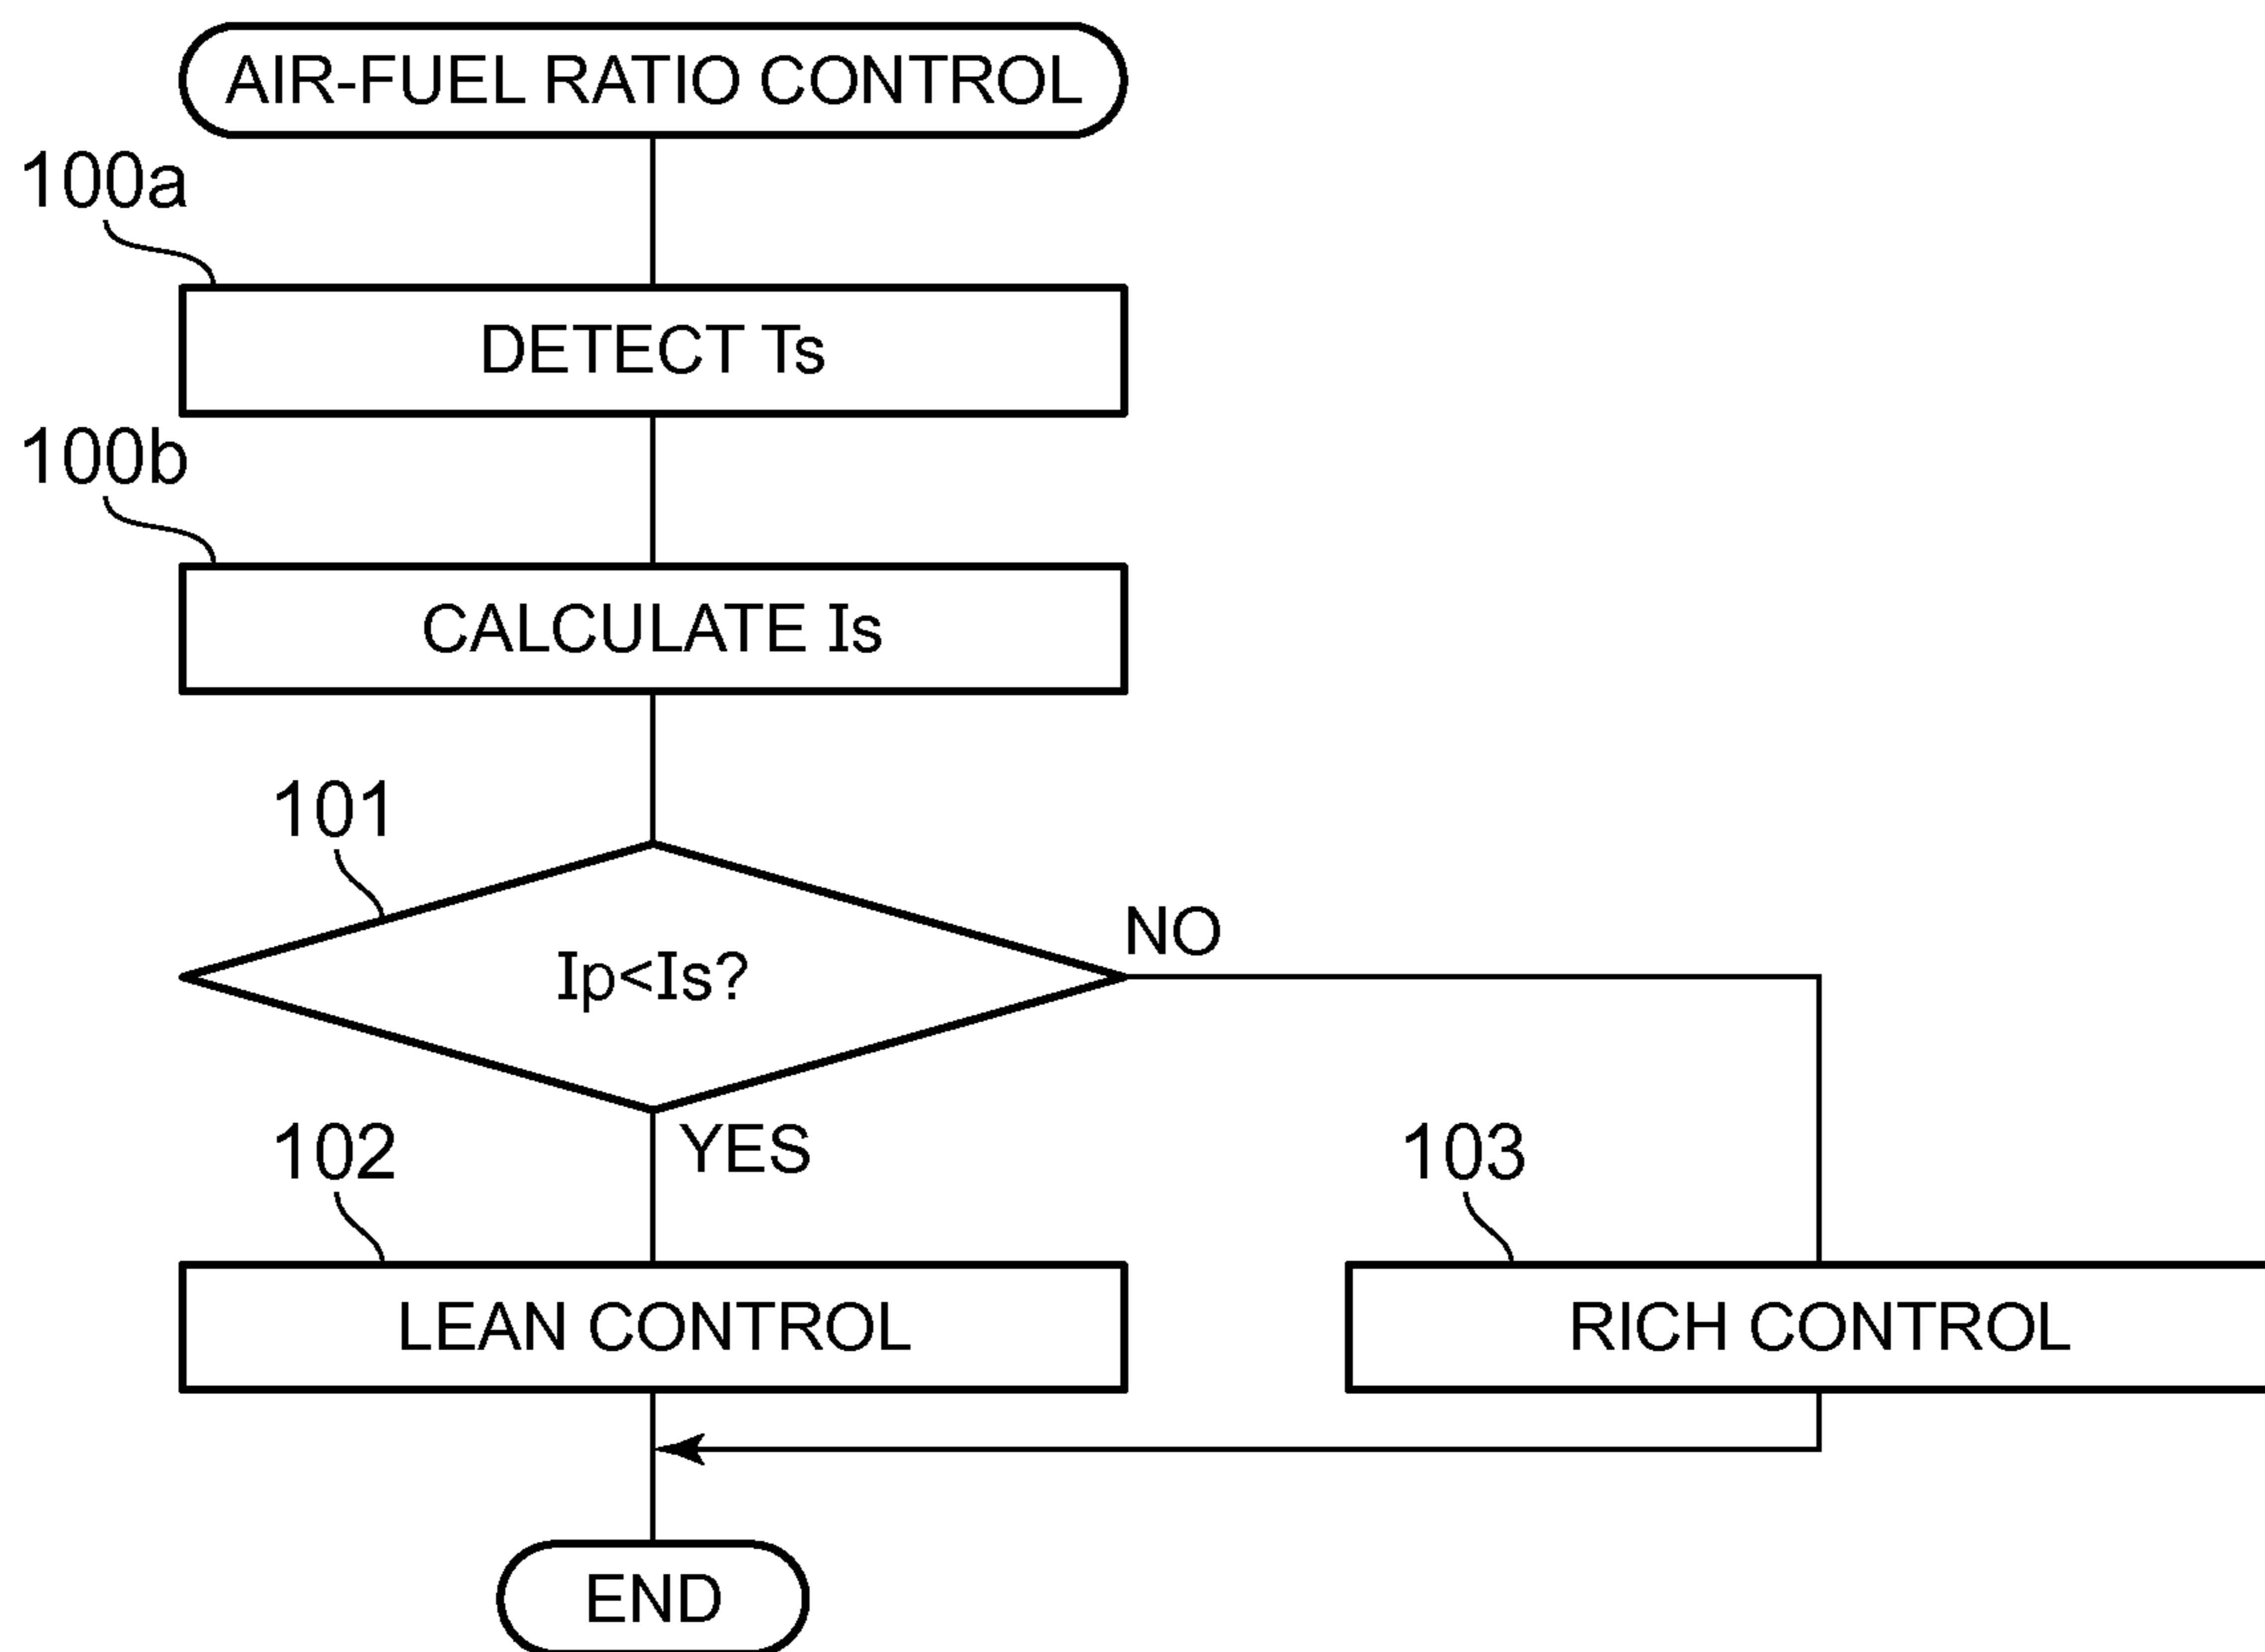 AIR-FUEL RATIO CONTROL
100a
DETECT Ts
100b
CALCULATE Is
101
Ip<Is?
NO
YES
102
LEAN CONTROL
103
RICH CONTROL
END